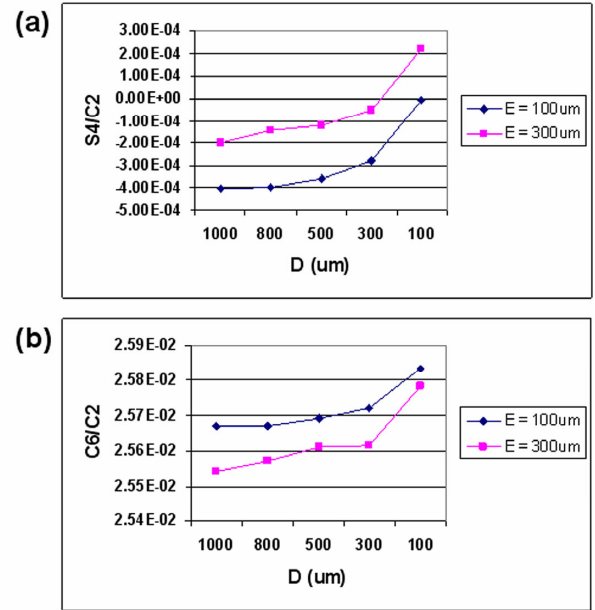 (a)
3.00E-04
2.00E-04
1.00E-04
0.00E+00
-1.00E-04
-2.00E-04
-3.00E-04
-4.00E-04
-5.00E-04
S4/C2
1000 800 500 300 100
D (um)
E = 100um
E = 300um
(b)
2.59E-02
2.58E-02
2.57E-02
2.56E-02
2.55E-02
2.54E-02
C6/C2
1000 800 500 300 100
D (um)
E = 100um
E = 300um